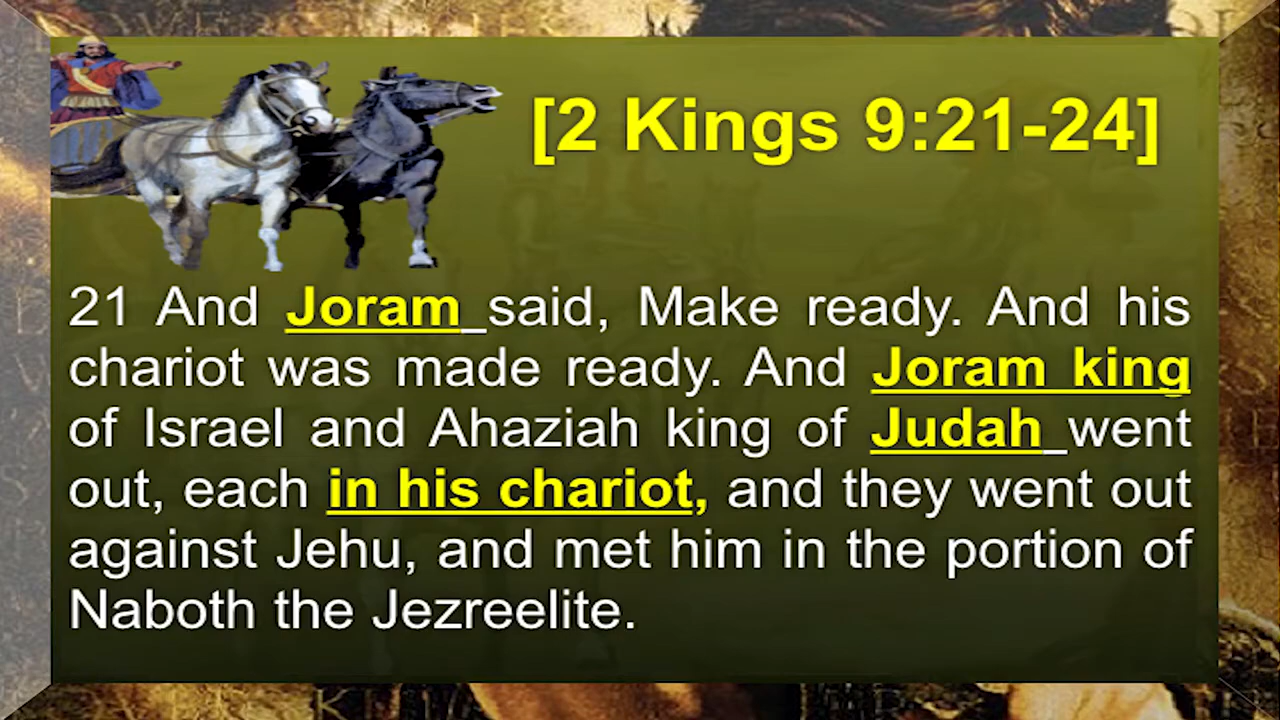 [2 Kings 9:21-24]
21 And Joram said, Make ready. And his
chariot was made ready. And Joram king
of Israel and Ahaziah king of Judah went
out, each in his chariot, and they went out
against Jehu, and met him in the portion of
Naboth the Jezreelite.